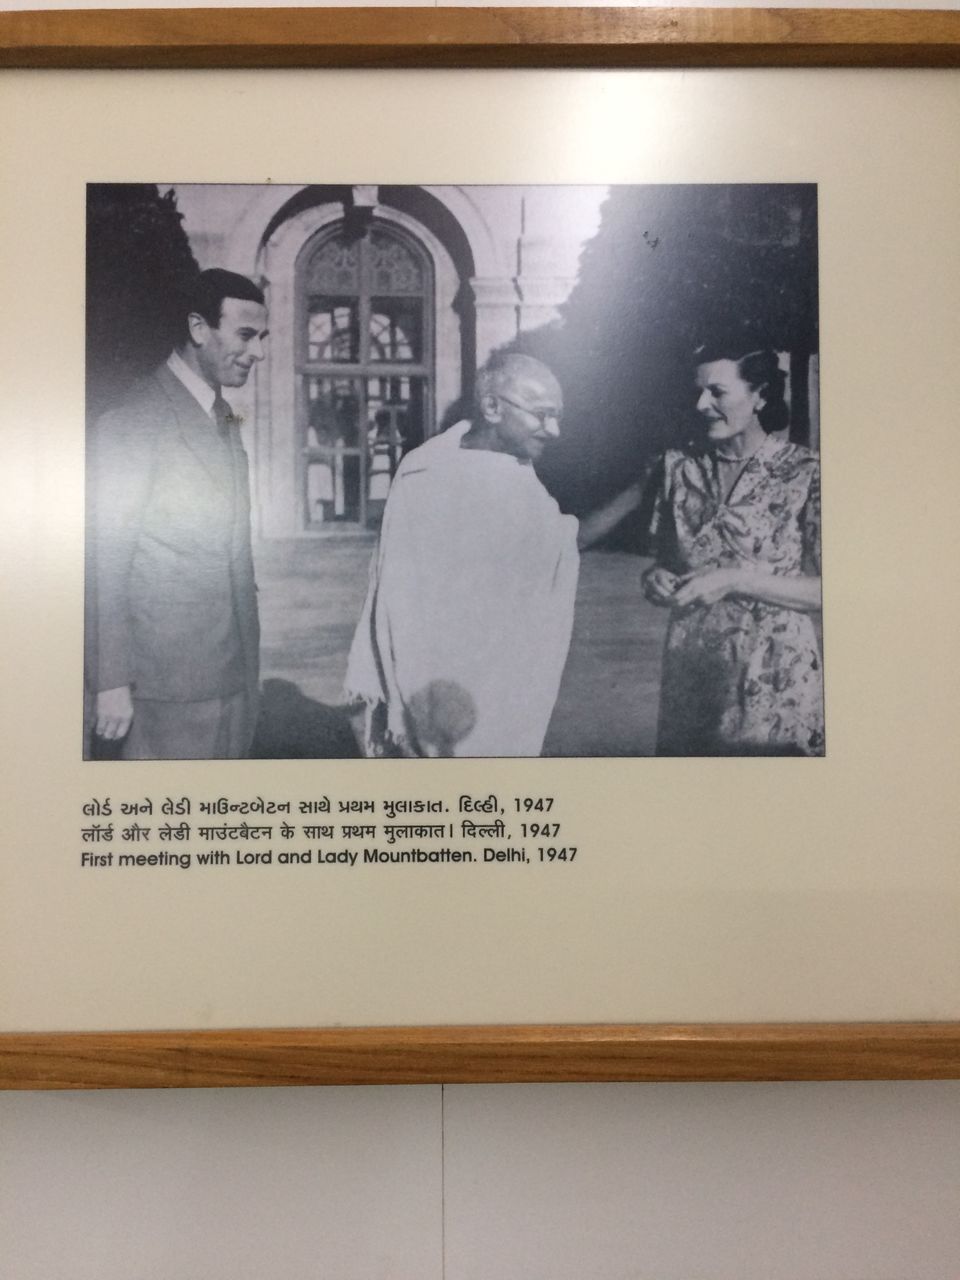 લોર્ડ અને લેડી માઉન્ટબેટન સાથે પ્રથમ મુલાકાત. દિલ્હી, 1947
लॉर्ड और लेडी माउंटबैटन के साथ प्रथम मुलाकात। दिल्ली, 1947
First meeting with Lord and Lady Mountbatten. Delhi, 1947